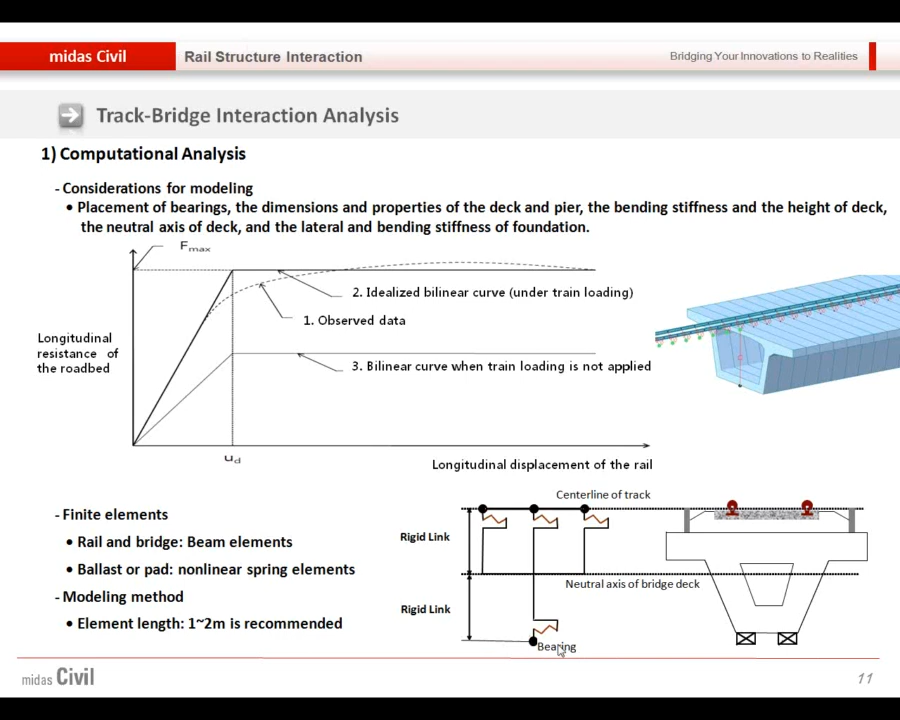 midas Civil
Rail Structure Interaction
Bridging Your Innovations to Realities
Track-Bridge Interaction Analysis
1) Computational Analysis
- Considerations for modeling
• Placement of bearings, the dimensions and properties of the deck and pier, the bending stiffness and the height of deck,
the neutral axis of deck, and the lateral and bending stiffness of foundation.
Fmax
2. Idealized bilinear curve (under train loading)
1. Observed data
Longitudinal
resistance of
the roadbed
3. Bilinear curve when train loading is not applied
ud
Longitudinal displacement of the rail
Centerline of track
- Finite elements
Rigid Link
• Rail and bridge: Beam elements
• Ballast or pad: nonlinear spring elements
Neutral axis of bridge deck
- Modeling method
Rigid Link
• Element length: 1~2m is recommended
Bearing
midas Civil
11